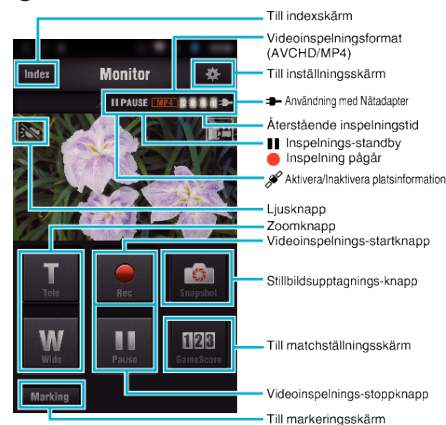 Till indexskärm
Videoinspelningsformat
(AVCHD/MP4)
Till inställningsskärm
Användning med Nätadapter
Återstående inspelningstid
Inspelnings-standby
Inspelning pågår
Aktivera/Inaktivera platsinformation
Ljusknapp
Zoomknapp
Videoinspelnings-startknapp
Stillbildsupptagnings-knapp
Till matchställningsskärm
Videoinspelnings-stoppknapp
Till markeringsskärm
Index
Monitor
PAUSE MP4
T
Tele
Rec
Snapshot
W
Wide
Pause
123
GameScore
Marking